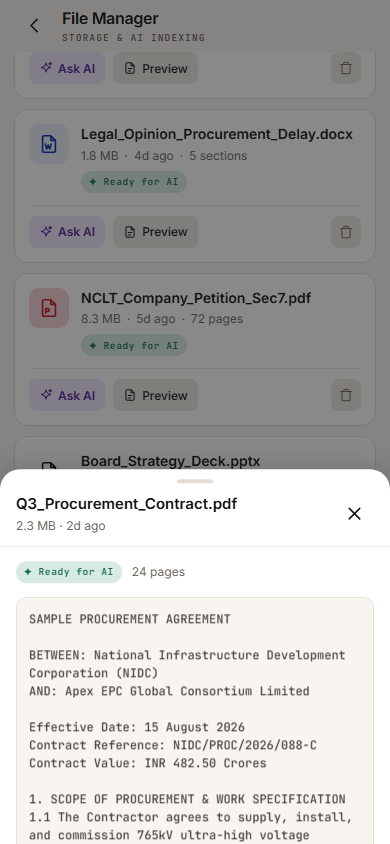 File Manager
STORAGE & AI INDEXING
Ask AI
Preview
Legal_Opinion_Procurement_Delay.docx
1.8 MB · 4d ago · 5 sections
Ready for AI
Ask AI
Preview
NCLT_Company_Petition_Sec7.pdf
8.3 MB · 5d ago · 72 pages
Ready for AI
Ask AI
Preview
Board_Strategy_Deck.pptx
Q3_Procurement_Contract.pdf
2.3 MB · 2d ago
Ready for AI
24 pages
SAMPLE PROCUREMENT AGREEMENT
BETWEEN: National Infrastructure Development
Corporation (NIDC)
AND: Apex EPC Global Consortium Limited
Effective Date: 15 August 2026
Contract Reference: NIDC/PROC/2026/088-C
Contract Value: INR 482.50 Crores
1. SCOPE OF PROCUREMENT & WORK SPECIFICATION
1.1 The Contractor agrees to supply, install,
and commission 765kV ultra-high voltage